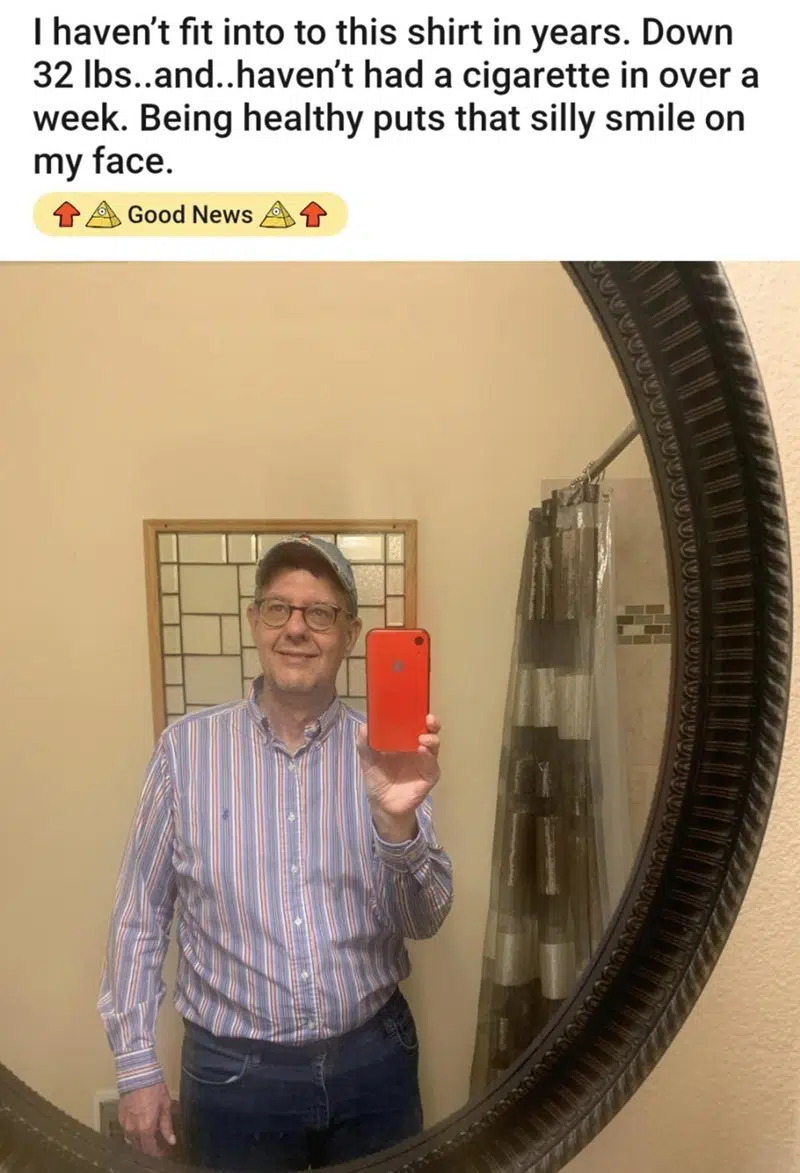 I haven’t fit into to this shirt in years. Down
32 lbs..and..haven’t had a cigarette in over a
week. Being healthy puts that silly smile on
my face.
Good News